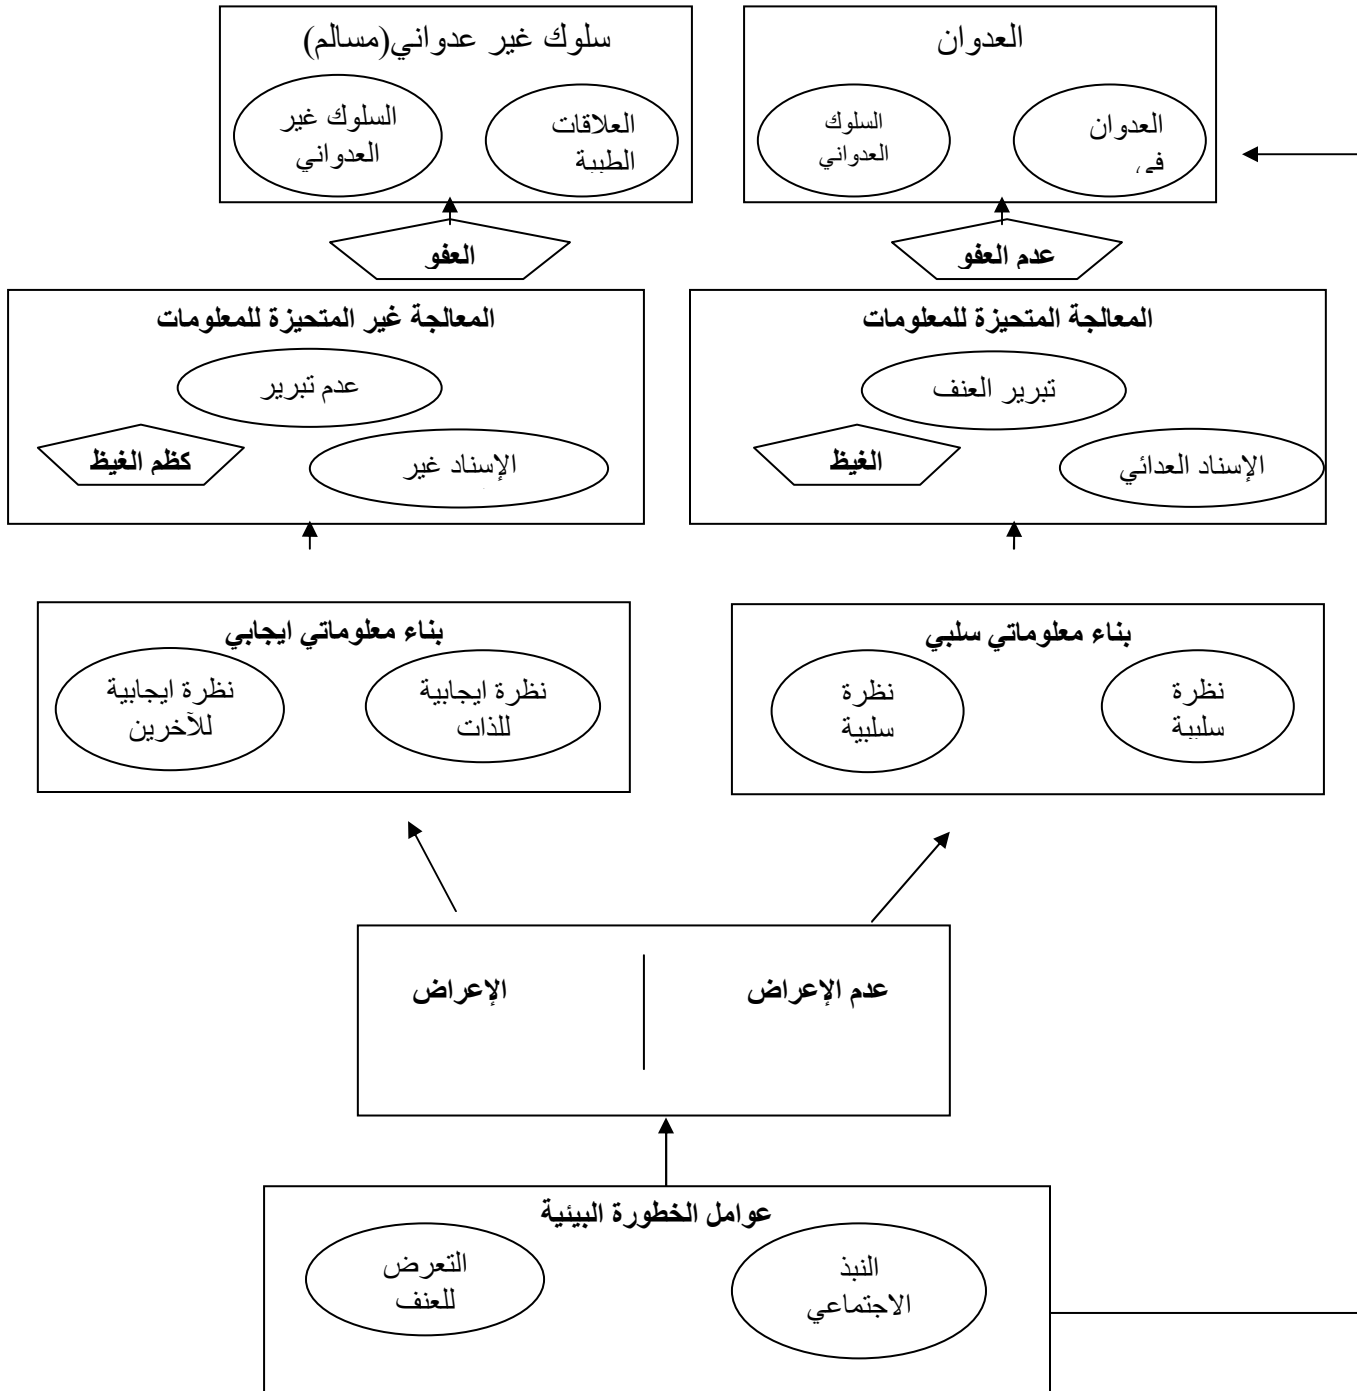 العدوان
العدوان
في
السلوك
العدواني
سلوك غير عدواني(مسالم)
العلاقات
الطيبة
السلوك غير
العدواني
عدم العفو
العفو
المعالجة المتحيزة للمعلومات
تبرير العنف
الإسناد العدائي
الغيظ
المعالجة غير المتحيزة للمعلومات
عدم تبرير
الإسناد غير
كظم الغيظ
بناء معلوماتي سلبي
نظرة
سلبية
نظرة
سلبية
بناء معلوماتي ايجابي
نظرة ايجابية
للذات
نظرة ايجابية
للآخرين
عدم الإعراض
الإعراض
عوامل الخطورة البيئية
النبذ
الاجتماعي
التعرض
للعنف